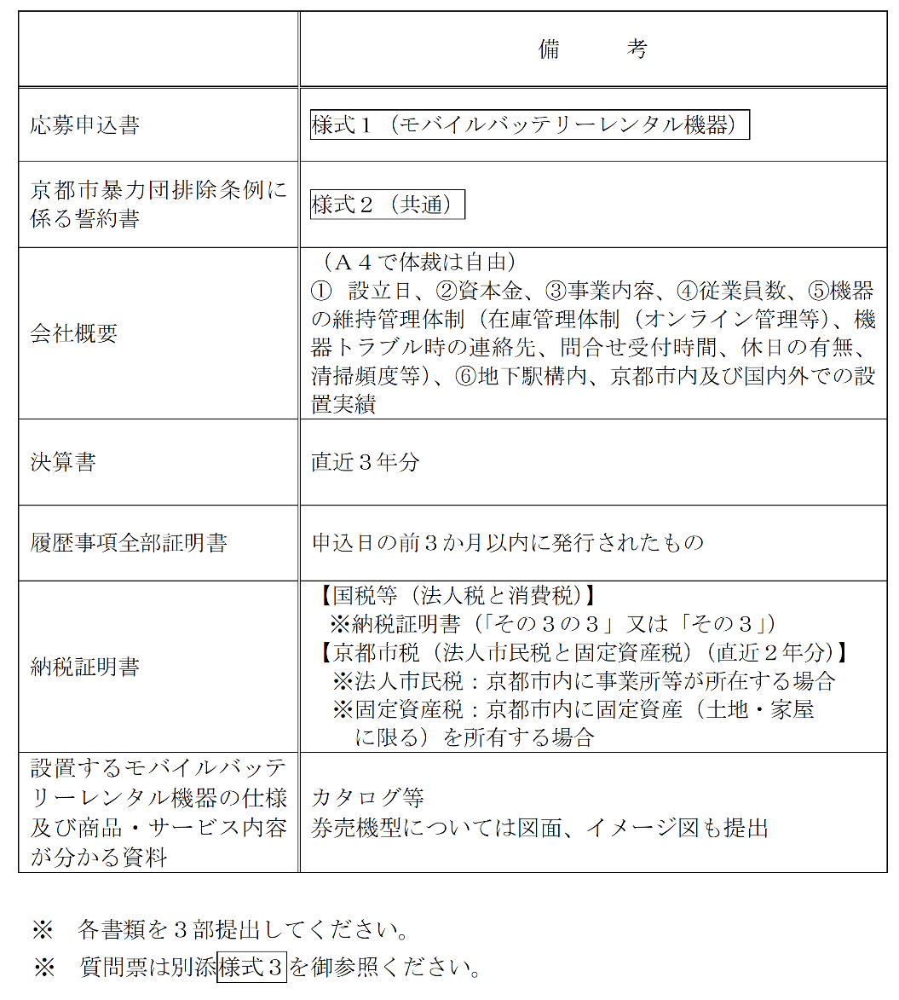 備　　　考
応募申込書
様式１（モバイルバッテリーレンタル機器）
京都市暴力団排除条例に
係る誓約書
様式２（共通）
会社概要
（Ａ４で体裁は自由）
①　設立日、②資本金、③事業内容、④従業員数、⑤機器
の維持管理体制（在庫管理体制（オンライン管理等）、機
器トラブル時の連絡先、問合せ受付時間、休日の有無、
清掃頻度等）、⑥地下駅構内、京都市内及び国内外での設
置実績
決算書
直近３年分
履歴事項全部証明書
申込日の前３か月以内に発行されたもの
納税証明書
【国税等（法人税と消費税）】
※納税証明書（「その３の３」又は「その３」）
【京都市税（法人市民税と固定資産税）（直近２年分）】
※法人市民税：京都市内に事業所等が所在する場合
※固定資産税：京都市内に固定資産（土地・家屋
に限る）を所有する場合
設置するモバイルバッテ
リーレンタル機器の仕様
及び商品・サービス内容
が分かる資料
カタログ等
券売機型については図面、イメージ図も提出
※　各書類を３部提出してください。
※　質問票は別添様式３を御参照ください。